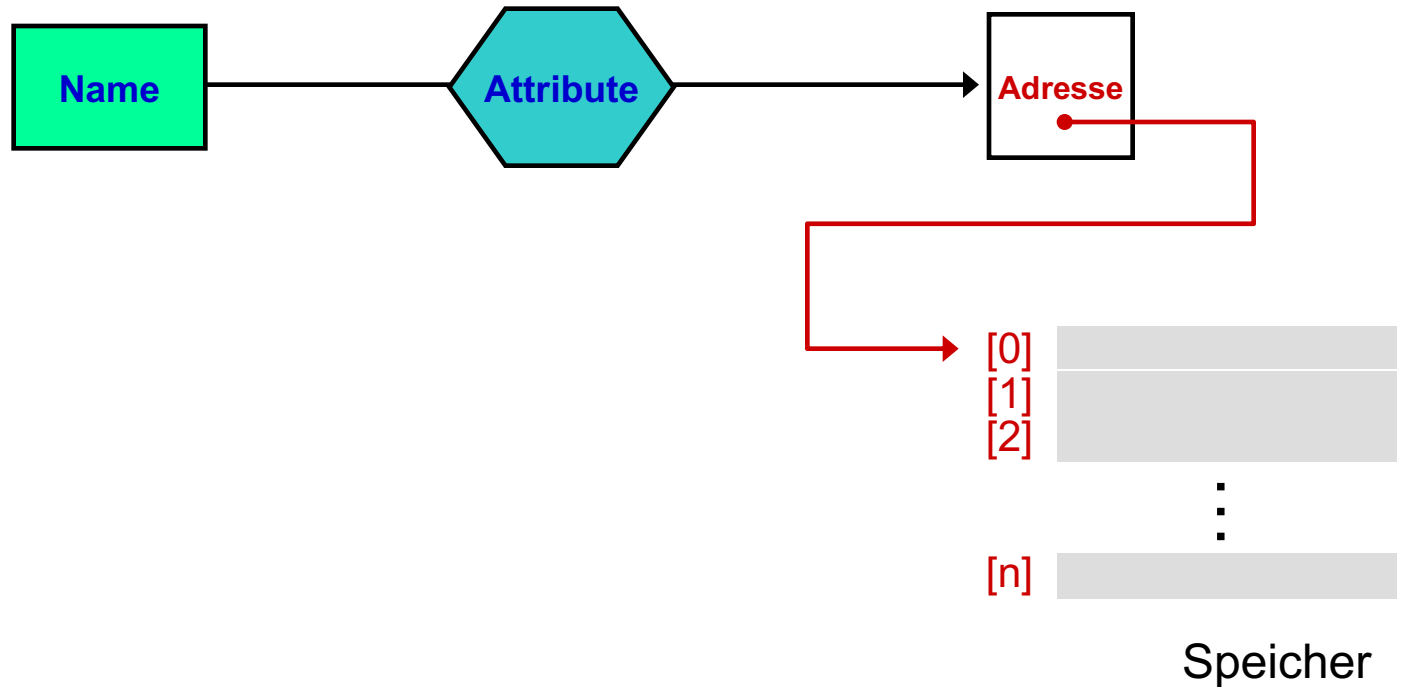 Name
Attribute
Adresse
[0]
[1]
[2]
[n]
Speicher